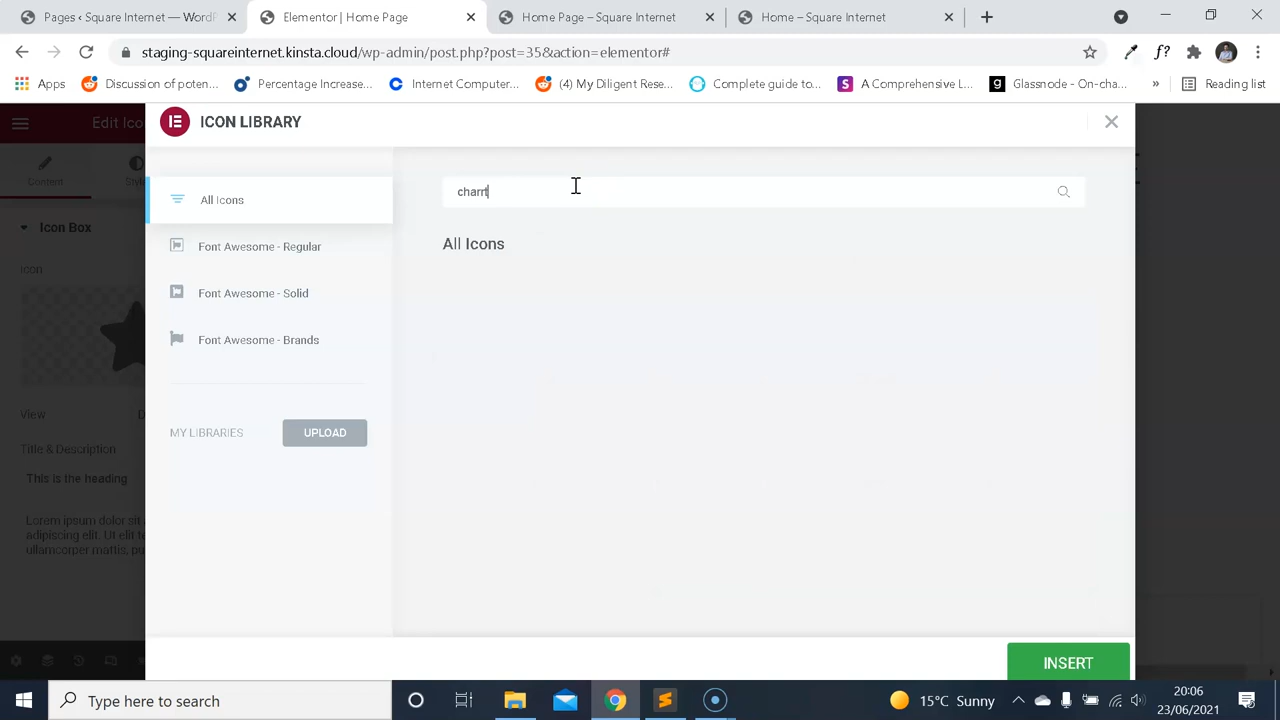 Pages ‹ Square Internet — WordP
Elementor | Home Page
Home Page – Square Internet
Home – Square Internet
staging-squareinternet.kinsta.cloud/wp-admin/post.php?post=35&action=elementor#
Apps
Discussion of poten...
Percentage Increase...
Internet Computer...
(4) My Diligent Rese...
Complete guide to...
A Comprehensive L...
Glassnode - On-cha...
»
Reading list
Edit Ico
ICON LIBRARY
Content
Style
All Icons
charrt
Icon Box
All Icons
Font Awesome - Regular
Icon
Font Awesome - Solid
Font Awesome - Brands
View
D
MY LIBRARIES
UPLOAD
Title & Description
This is the heading
Lorem ipsum dolor sit a
adipiscing elit. Ut elit te
ullamcorper mattis, pu
INSERT
Type here to search
15°C Sunny
20:06
23/06/2021